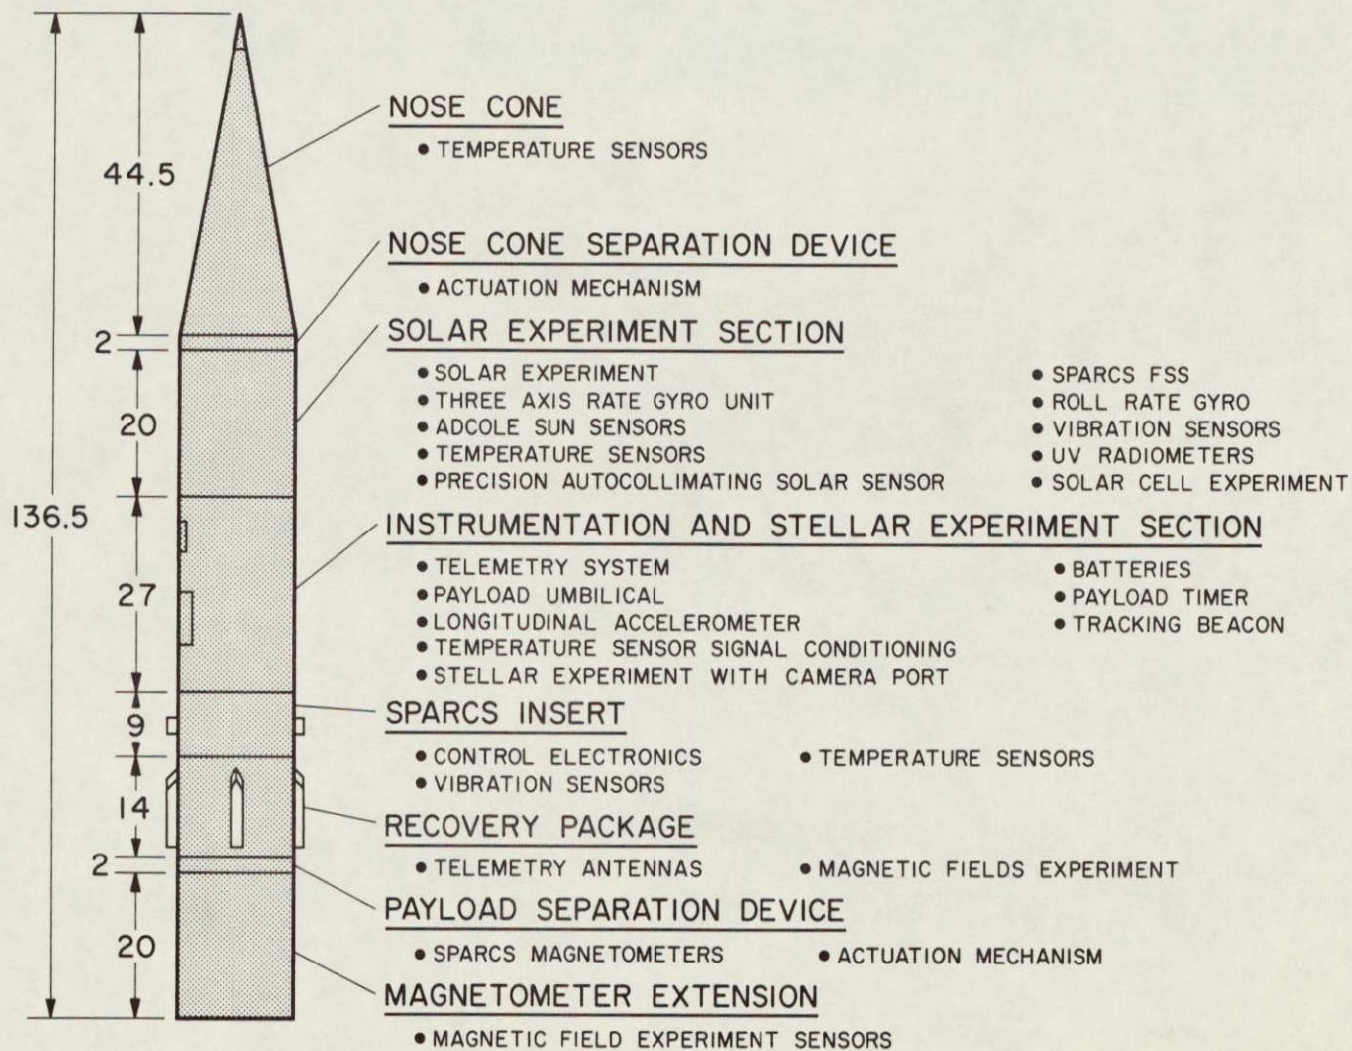 44.5
2
20
136.5
27
9
14
2
20
NOSE CONE
• TEMPERATURE SENSORS
NOSE CONE SEPARATION DEVICE
• ACTUATION MECHANISM
SOLAR EXPERIMENT SECTION
• SOLAR EXPERIMENT
• THREE AXIS RATE GYRO UNIT
• ADCOLE SUN SENSORS
• TEMPERATURE SENSORS
• PRECISION AUTOCOLLIMATING SOLAR SENSOR
• SPARCS FSS
• ROLL RATE GYRO
• VIBRATION SENSORS
• UV RADIOMETERS
• SOLAR CELL EXPERIMENT
INSTRUMENTATION AND STELLAR EXPERIMENT SECTION
• TELEMETRY SYSTEM
• PAYLOAD UMBILICAL
• LONGITUDINAL ACCELEROMETER
• TEMPERATURE SENSOR SIGNAL CONDITIONING
• STELLAR EXPERIMENT WITH CAMERA PORT
• BATTERIES
• PAYLOAD TIMER
• TRACKING BEACON
SPARCS INSERT
• CONTROL ELECTRONICS
• VIBRATION SENSORS
• TEMPERATURE SENSORS
RECOVERY PACKAGE
• TELEMETRY ANTENNAS
• MAGNETIC FIELDS EXPERIMENT
PAYLOAD SEPARATION DEVICE
• SPARCS MAGNETOMETERS
• ACTUATION MECHANISM
MAGNETOMETER EXTENSION
• MAGNETIC FIELD EXPERIMENT SENSORS